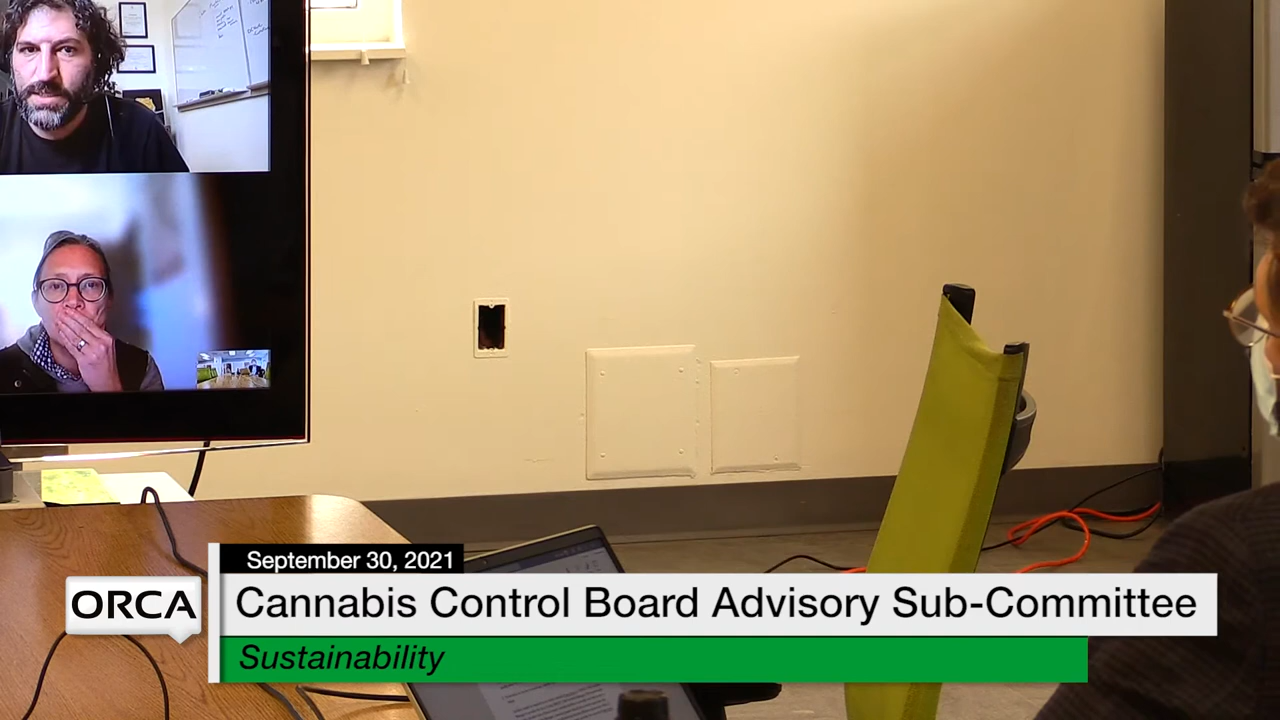 September 30, 2021
ORCA
Cannabis Control Board Advisory Sub-Committee
Sustainability